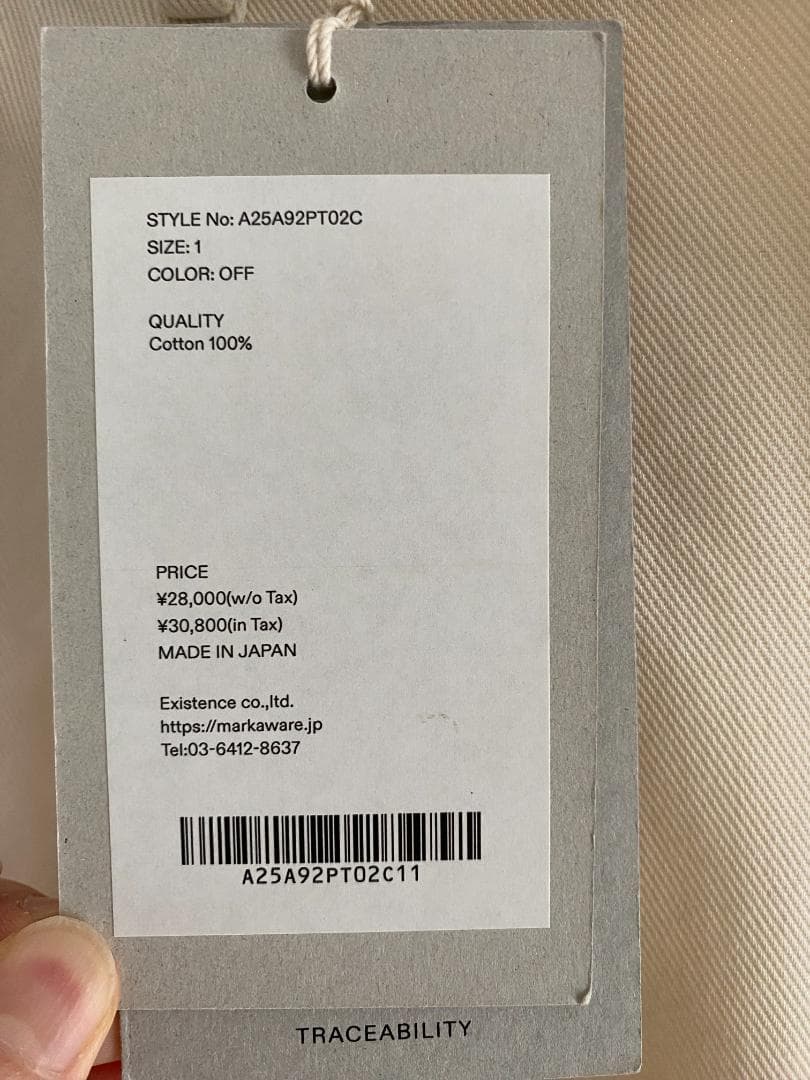 STYLE No: A25A92PT02C
SIZE: 1
COLOR: OFF
QUALITY
Cotton 100%
PRICE
¥28,000(w/o Tax)
¥30,800(in Tax)
MADE IN JAPAN
Existence co.,ltd.
https://markaware.jp
Tel:03-6412-8637
A25A92PT02C11
TRACEABILITY